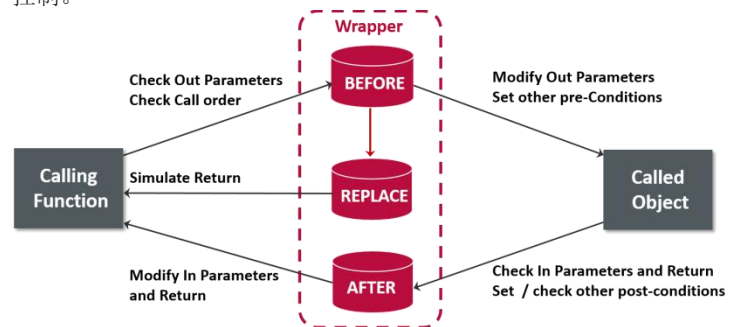 控制。
Wrapper
Check Out Parameters
Check Call order
BEFORE
Modify Out Parameters
Set other pre-Conditions
Calling
Function
Simulate Return
REPLACE
Called
Object
Modify In Parameters
and Return
AFTER
Check In Parameters and Return
Set / check other post-conditions